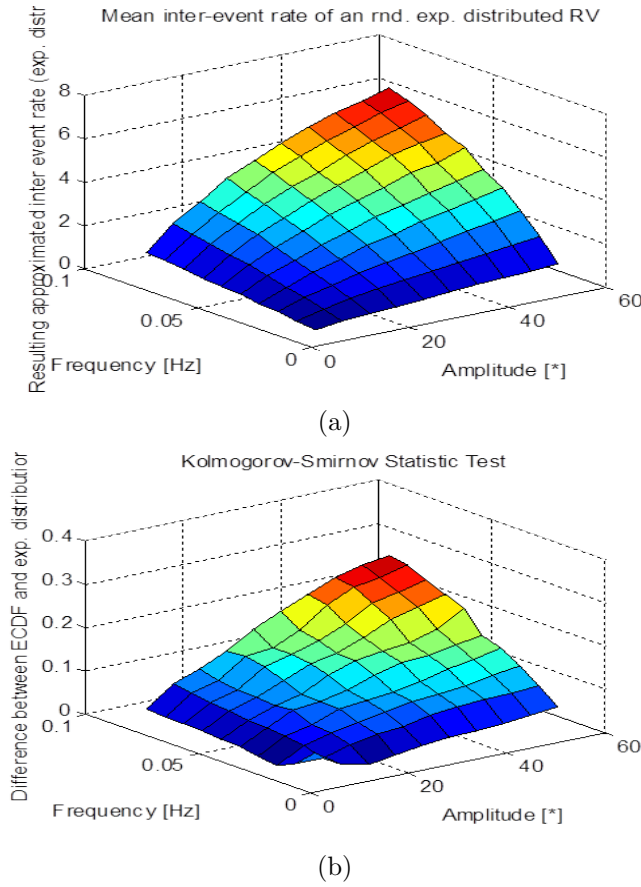 Mean inter-event rate of an rnd. exp. distributed RV
Resulting approximated inter event rate (exp. distr
8
6
4
2
0
0.1
0.05
0
Frequency [Hz]
0
20
40
60
Amplitude [*]
(a)
Kolmogorov-Smirnov Statistic Test
Difference between ECDF and exp. distribution
0.4
0.3
0.2
0.1
0
0.1
0.05
0
Frequency [Hz]
0
20
40
60
Amplitude [*]
(b)